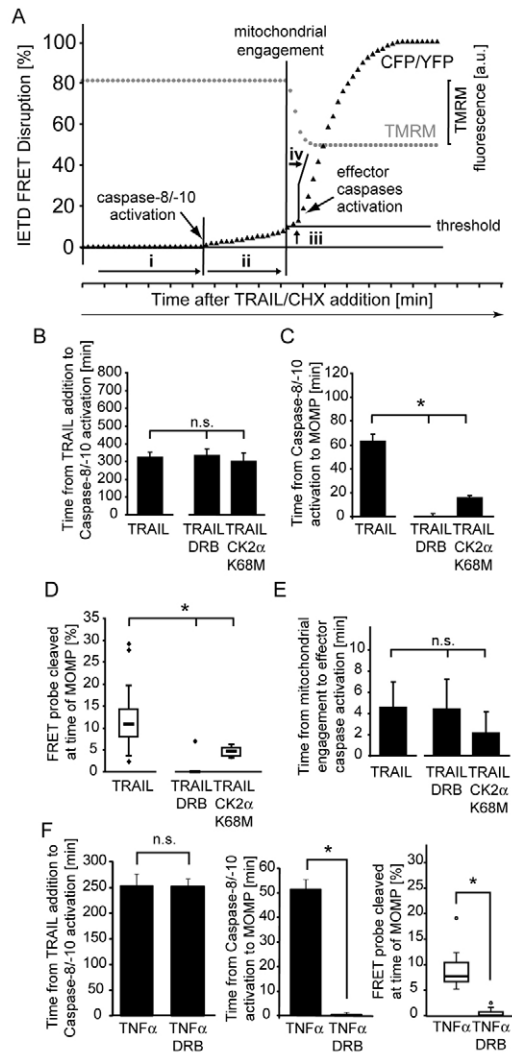 A
mitochondrial
engagement
100
80
60
40
20
0
IETD FRET Disruption [%]
CFP/YFP
TMRM
TMRM
fluorescence [a.u.]
caspase-8/-10
activation
iv
effector
caspases
activation
threshold
i
ii
iii
Time after TRAIL/CHX addition [min]
B
Time from TRAIL addition to
Caspase-8/-10 activation [min]
400
300
200
100
0
n.s.
TRAIL
TRAIL
DRB
TRAIL
CK2α
K68M
C
Time from Caspase-8/-10
activation to MOMP [min]
120
100
80
60
40
20
0
*
TRAIL
TRAIL
DRB
TRAIL
CK2α
K68M
D
FRET probe cleaved
at time of MOMP [%]
35
30
25
20
15
10
5
0
*
TRAIL
TRAIL
DRB
TRAIL
CK2α
K68M
E
Time from mitochondrial
engagement to effector
caspase activation [min]
10
8
6
4
2
0
n.s.
TRAIL
TRAIL
DRB
TRAIL
CK2α
K68M
F
Time from TRAIL addition to
Caspase-8/-10 activation [min]
300
250
200
150
100
50
0
n.s.
TNFα
TNFα
DRB
Time from Caspase-8/-10
activation to MOMP [min]
60
50
40
30
20
10
0
*
TNFα
TNFα
DRB
FRET probe cleaved
at time of MOMP [%]
30
25
20
15
10
5
0
*
TNFα
TNFα
DRB